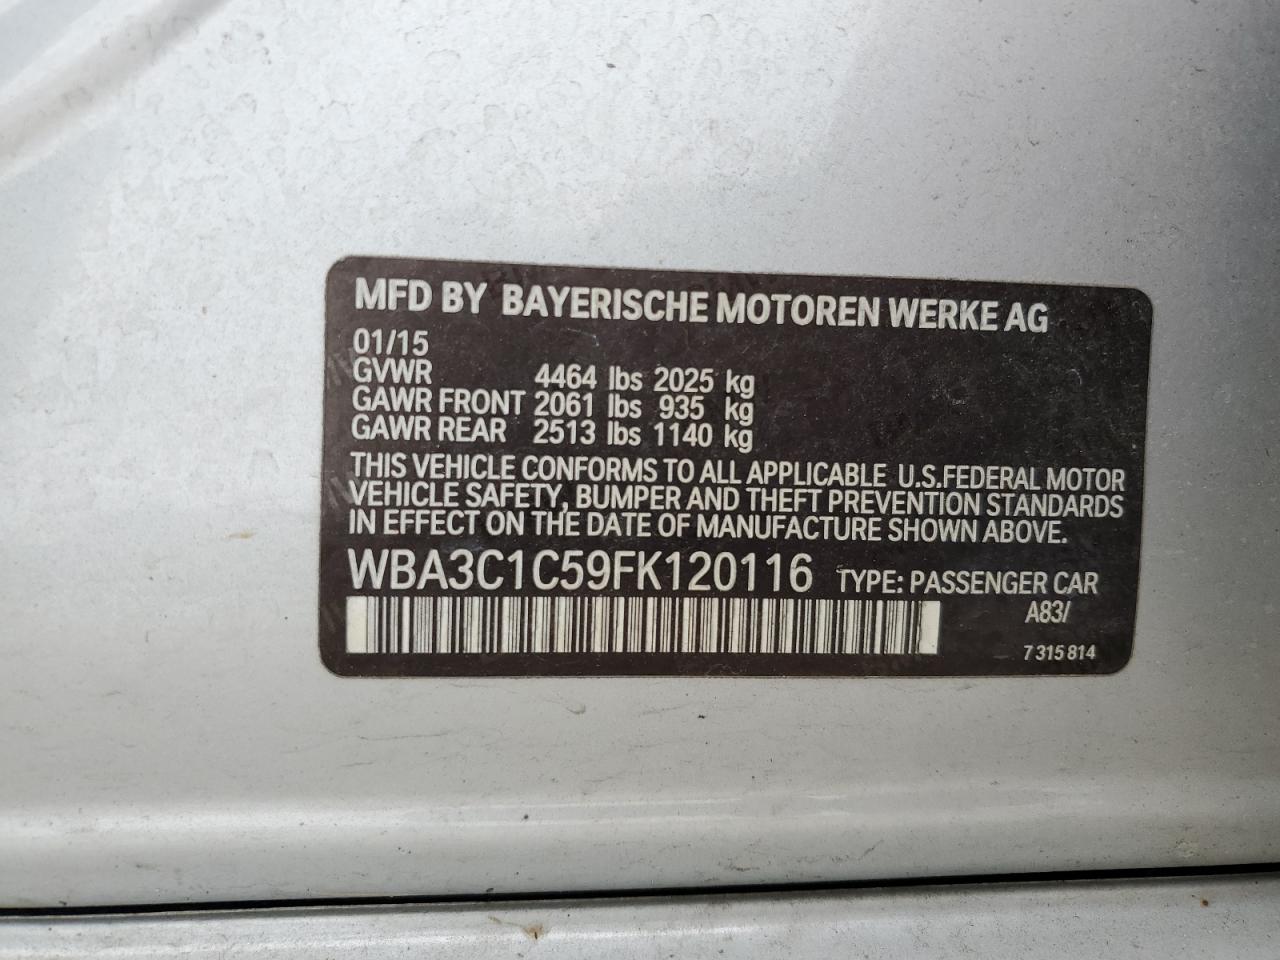 MFD BY BAYERISCHE MOTOREN WERKE AG
01/15
GVWR 4464 lbs 2025 kg
GAWR FRONT 2061 lbs 935 kg
GAWR REAR 2513 lbs 1140 kg
THIS VEHICLE CONFORMS TO ALL APPLICABLE U.S.FEDERAL MOTOR
VEHICLE SAFETY, BUMPER AND THEFT PREVENTION STANDARDS
IN EFFECT ON THE DATE OF MANUFACTURE SHOWN ABOVE.
WBA3C1C59FK120116 TYPE: PASSENGER CAR
A83/
7 315 814